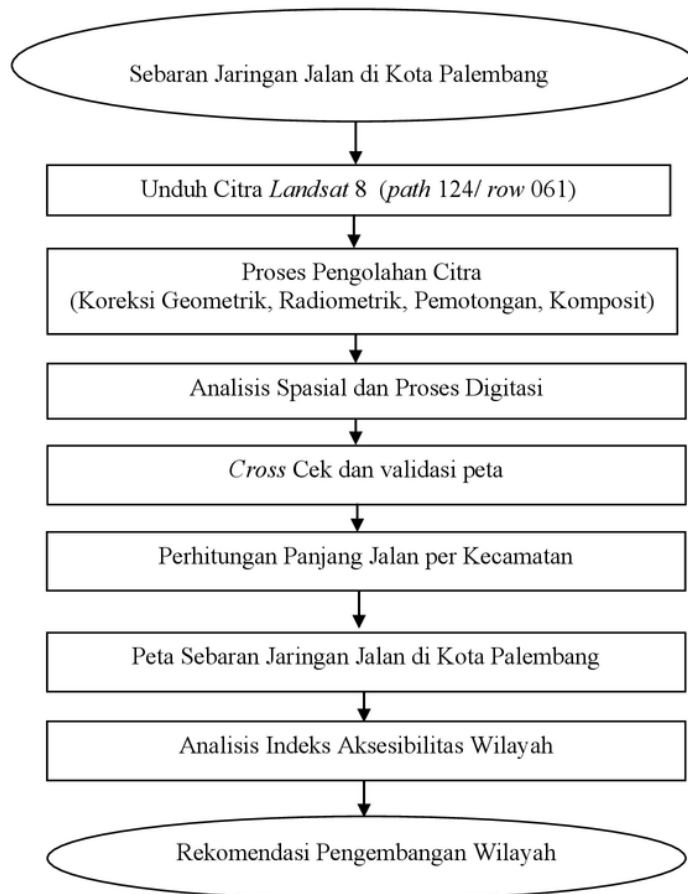 Sebaran Jaringan Jalan di Kota Palembang
Unduh Citra Landsat 8 (path 124/ row 061)
Proses Pengolahan Citra
(Koreksi Geometrik, Radiometrik, Pemotongan, Komposit)
Analisis Spasial dan Proses Digitasi
Cross Cek dan validasi peta
Perhitungan Panjang Jalan per Kecamatan
Peta Sebaran Jaringan Jalan di Kota Palembang
Analisis Indeks Aksesibilitas Wilayah
Rekomendasi Pengembangan Wilayah